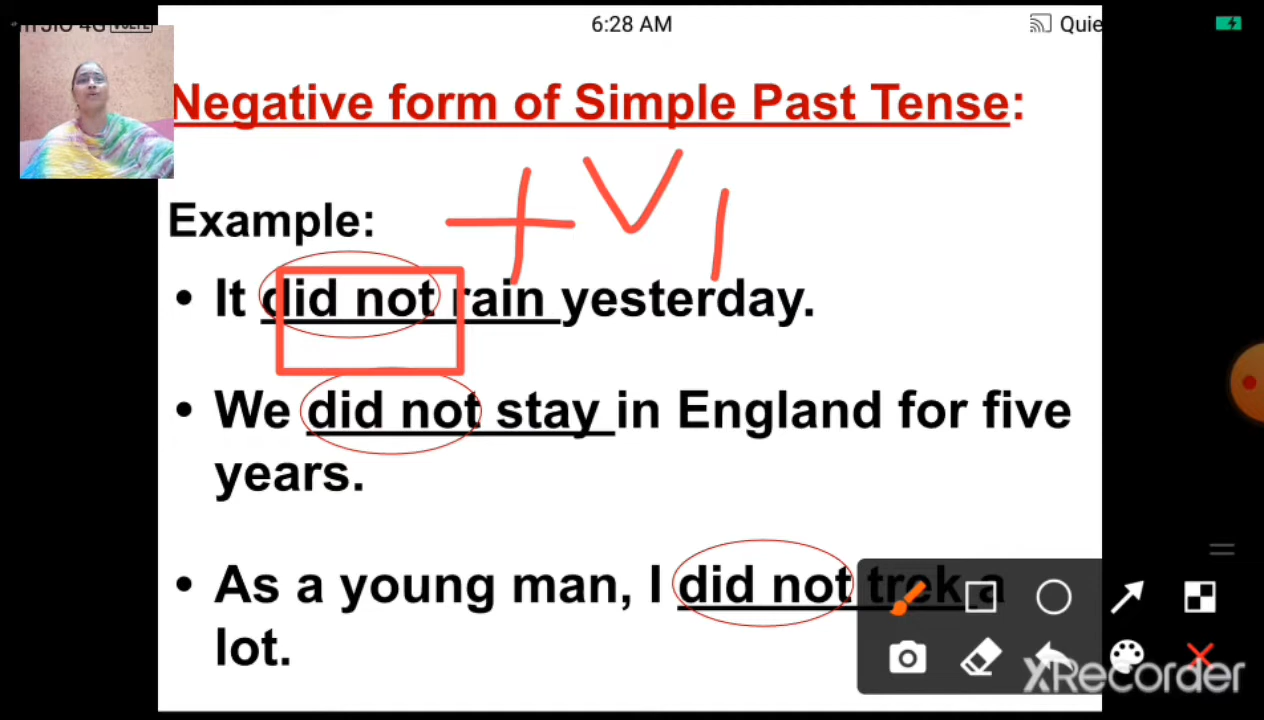 6:28 AM
Quie
Negative form of Simple Past Tense:
+V1
Example:
• It did not rain yesterday.
• We did not stay in England for five
years.
• As a young man, I did not trek a
lot.
XRecorder